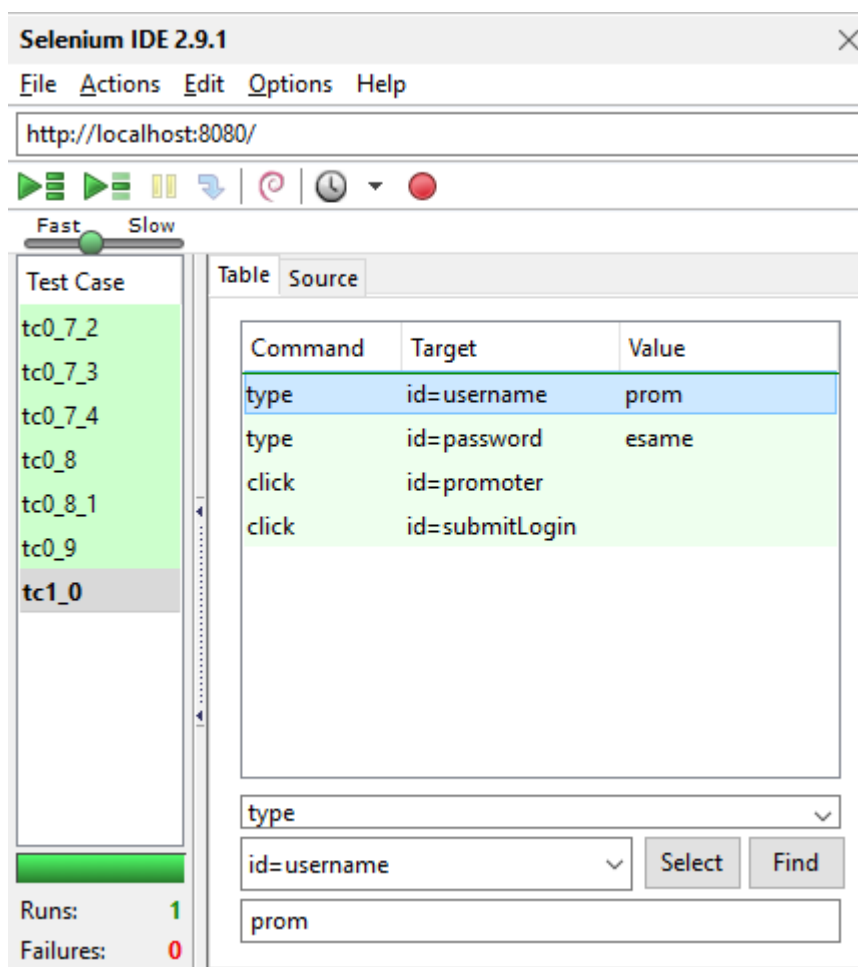 Selenium IDE 2.9.1
File Actions Edit Options Help
http://localhost:8080/
Fast Slow
Test Case
tc0_7_2
tc0_7_3
tc0_7_4
tc0_8
tc0_8_1
tc0_9
tc1_0
Runs: 1
Failures: 0
Table Source
Command Target Value
type id=username prom
type id=password esame
click id=promoter
click id=submitLogin
type
id=username Select Find
prom